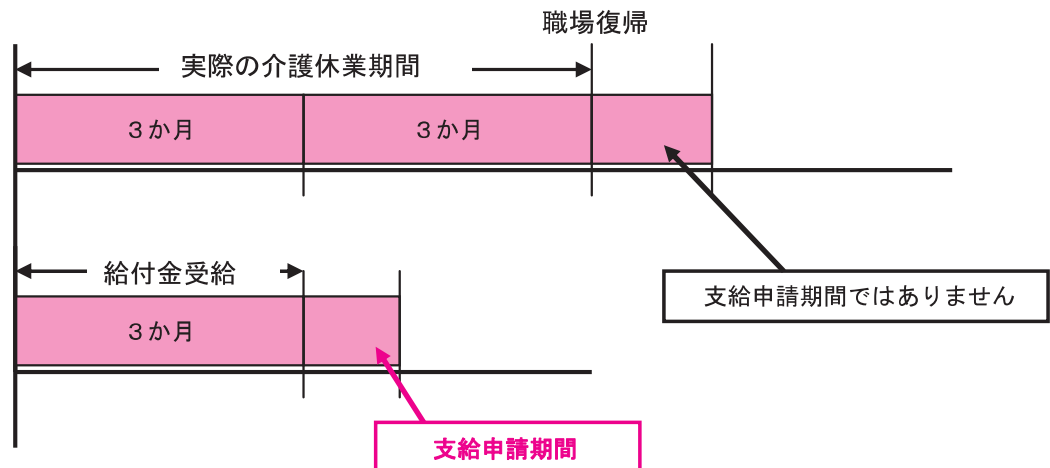 職場復帰
実際の介護休業期間
３か月
３か月
給付金受給
支給申請期間ではありません
３か月
支給申請期間